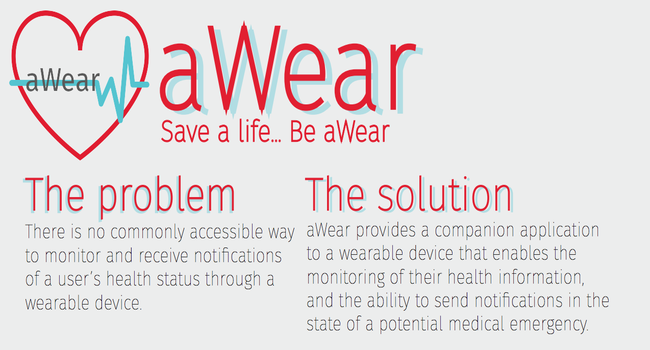 aWear
aWear
Save a life... Be aWear
The problem
There is no commonly accessible way
to monitor and receive notifications
of a user's health status through a
wearable device.
The solution
aWear provides a companion application
to a wearable device that enables the
monitoring of their health information,
and the ability to send notifications in the
state of a potential medical emergency.